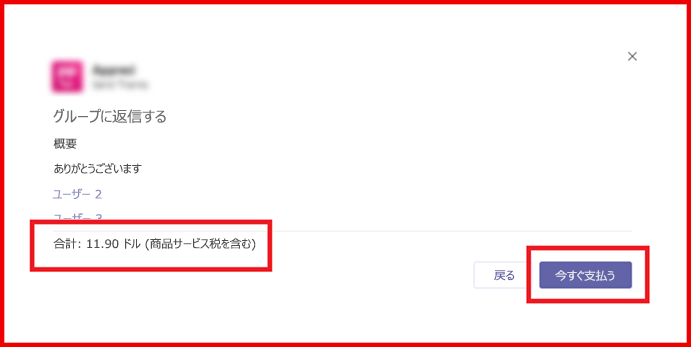 グループに返信する
概要
ありがとうございます
ユーザー 2
ユーザー 3
合計: 11.90 ドル (商品サービス税を含む)
戻る
今すぐ支払う